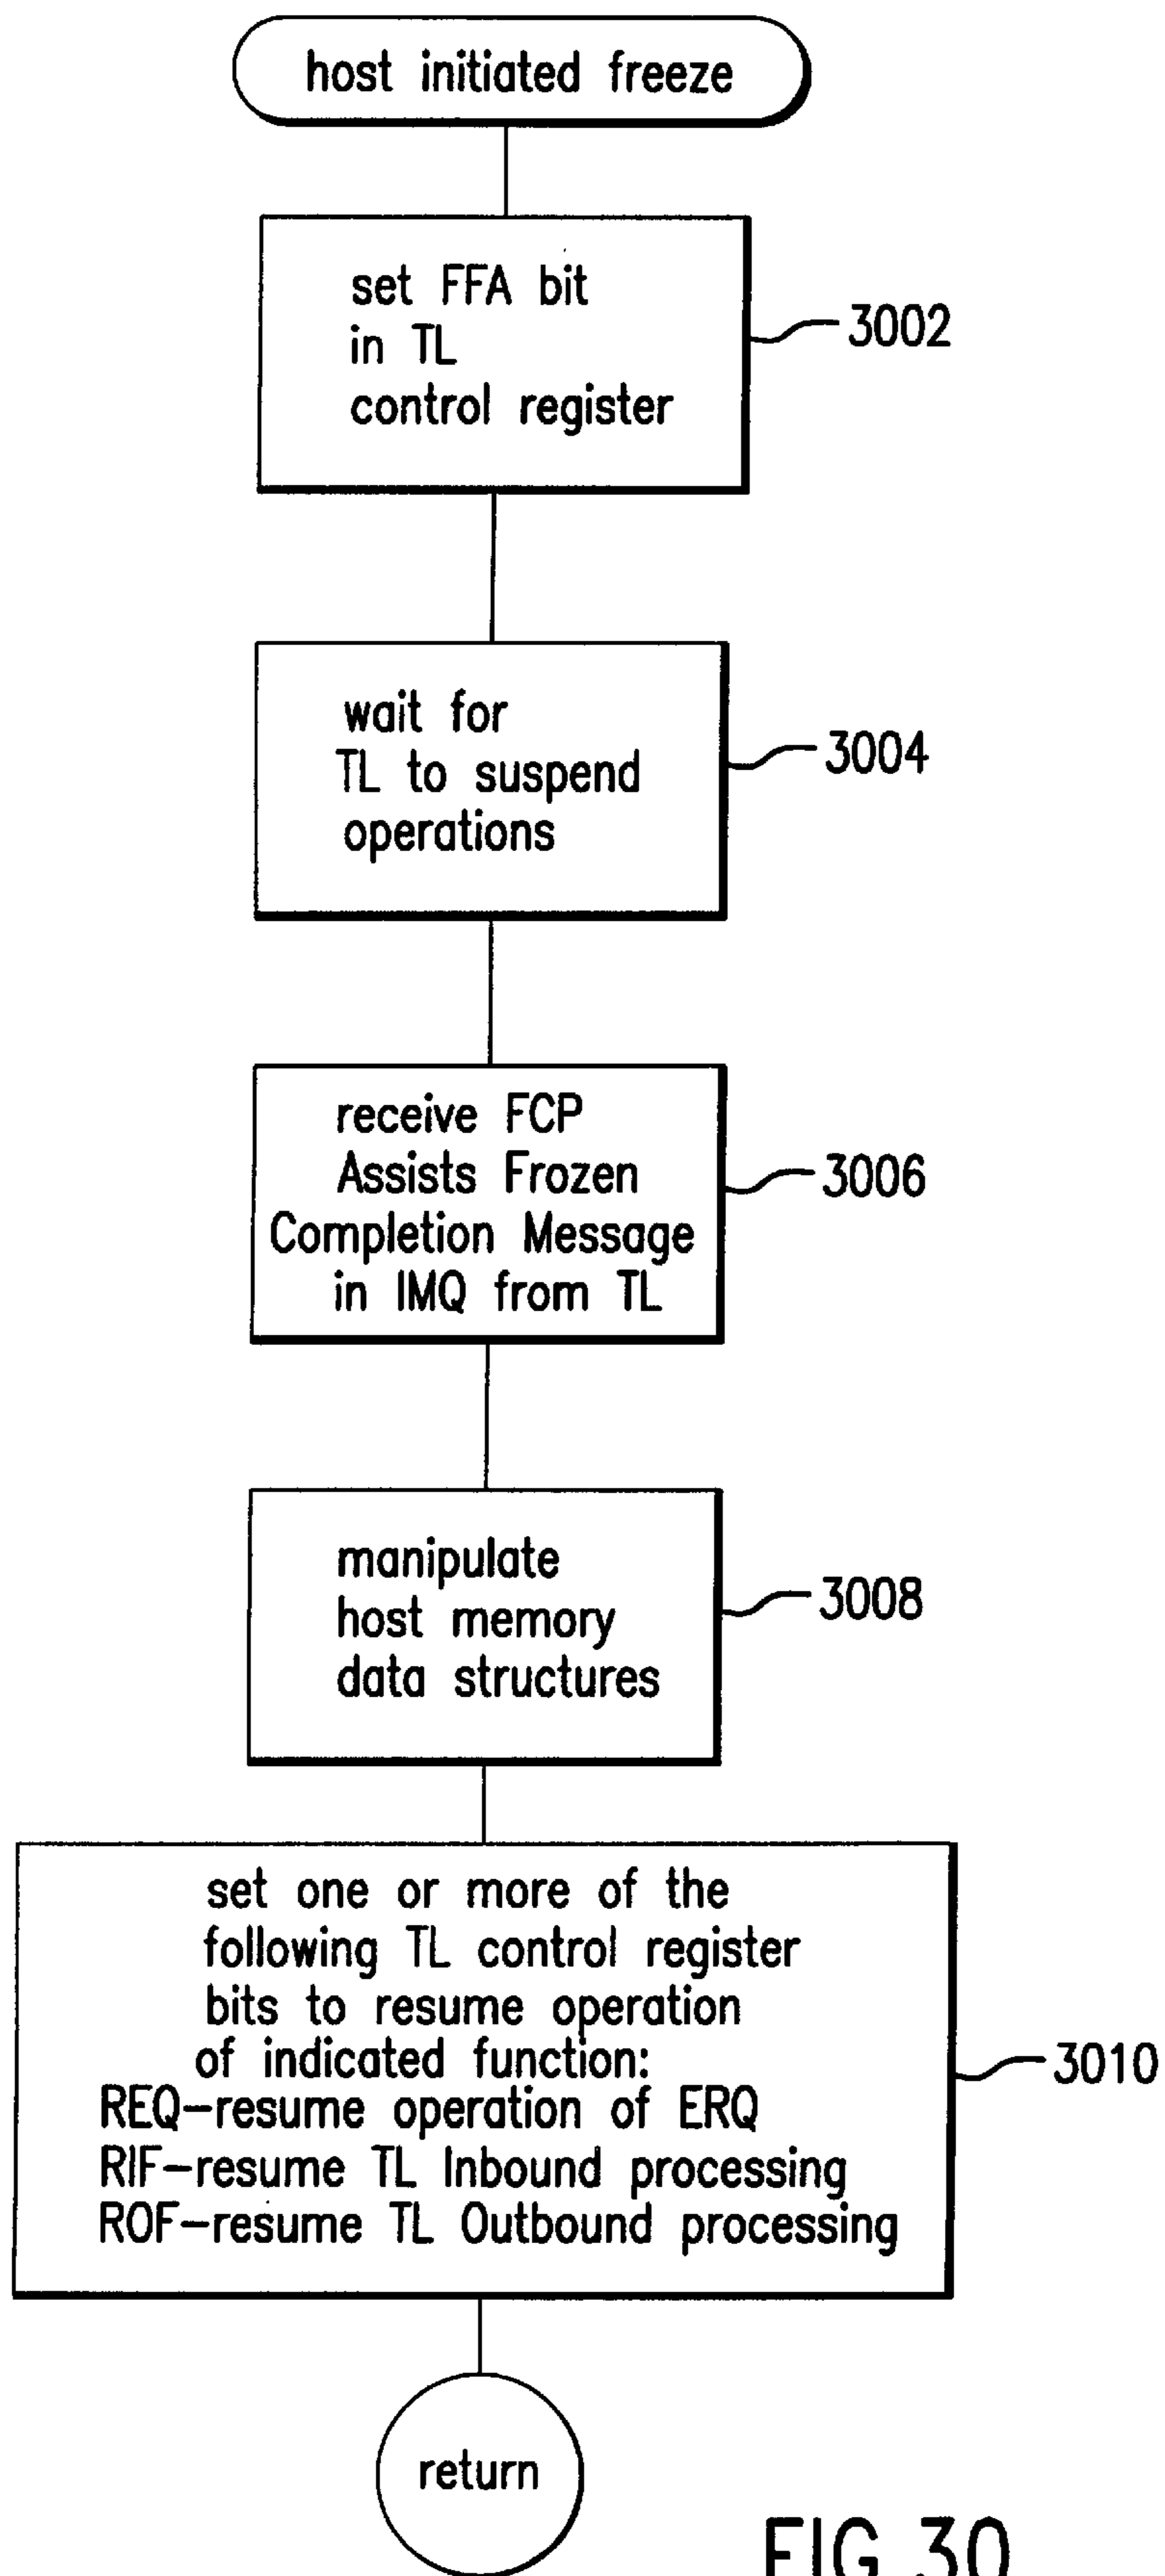 host initiated freeze
set FFA bit
in TL
control register
3002
wait for
TL to suspend
operations
3004
receive FCP
Assists Frozen
Completion Message
in IMQ from TL
3006
manipulate
host memory
data structures
3008
set one or more of the
following TL control register
bits to resume operation
of indicated function:
REQ-resume operation of ERQ
RIF-resume TL Inbound processing
ROF-resume TL Outbound processing
3010
return
FIG.30